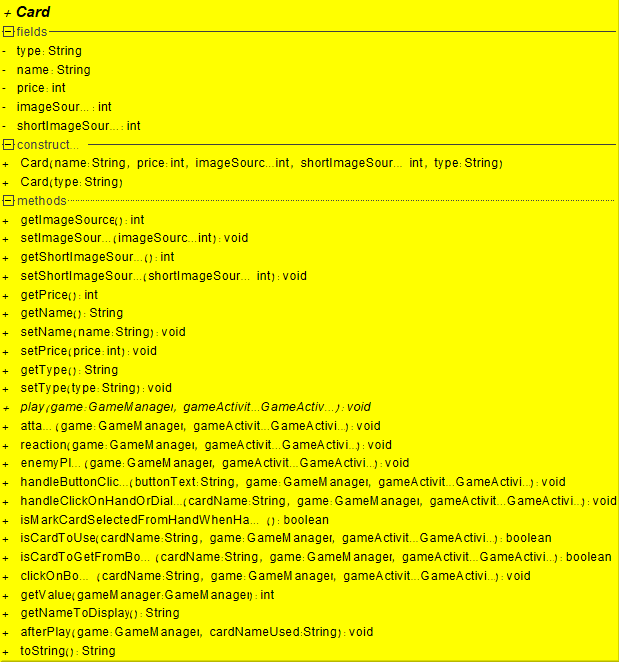 + Card
fields
- type: String
- name: String
- price: int
- imageSour...: int
- shortImageSour...: int
construct...
+ Card(name:String, price:int, imageSourc...int, shortImageSour... int, type:String)
+ Card(type:String)
methods
+ getImageSource(): int
+ setImageSour...(imageSourc...int): void
+ getShortImageSour...(): int
+ setShortImageSour...(shortImageSour... int): void
+ getPrice(): int
+ getName(): String
+ setName(name:String): void
+ setPrice(price:int): void
+ getType(): String
+ setType(type:String): void
+ play(game:GameManager, gameActivit...GameActiv...): void
+ atta...(game:GameManager, gameActivit...GameActivi..): void
+ reaction(game:GameManager, gameActivit...GameActivi..): void
+ enemyPl...(game:GameManager, gameActivit...GameActivi..): void
+ handleButtonClic...(buttonText:String, game:GameManager, gameActivit...GameActivi..): void
+ handleClickOnHandOrDial...(cardName:String, game:GameManager, gameActivit...GameActivi..): void
+ isMarkCardSelectedFromHandWhenHa... (): boolean
+ isCardToUse(cardName:String, game:GameManager, gameActivit...GameActivi..): boolean
+ isCardToGetFromBo... (cardName:String, game:GameManager, gameActivit...GameActivi..): boolean
+ clickOnBo... (cardName:String, game:GameManager, gameActivit...GameActivi..): void
+ getValue(gameManager:GameManager): int
+ getNameToDisplay(): String
+ afterPlay(game:GameManager, cardNameUsed:String): void
+ toString(): String